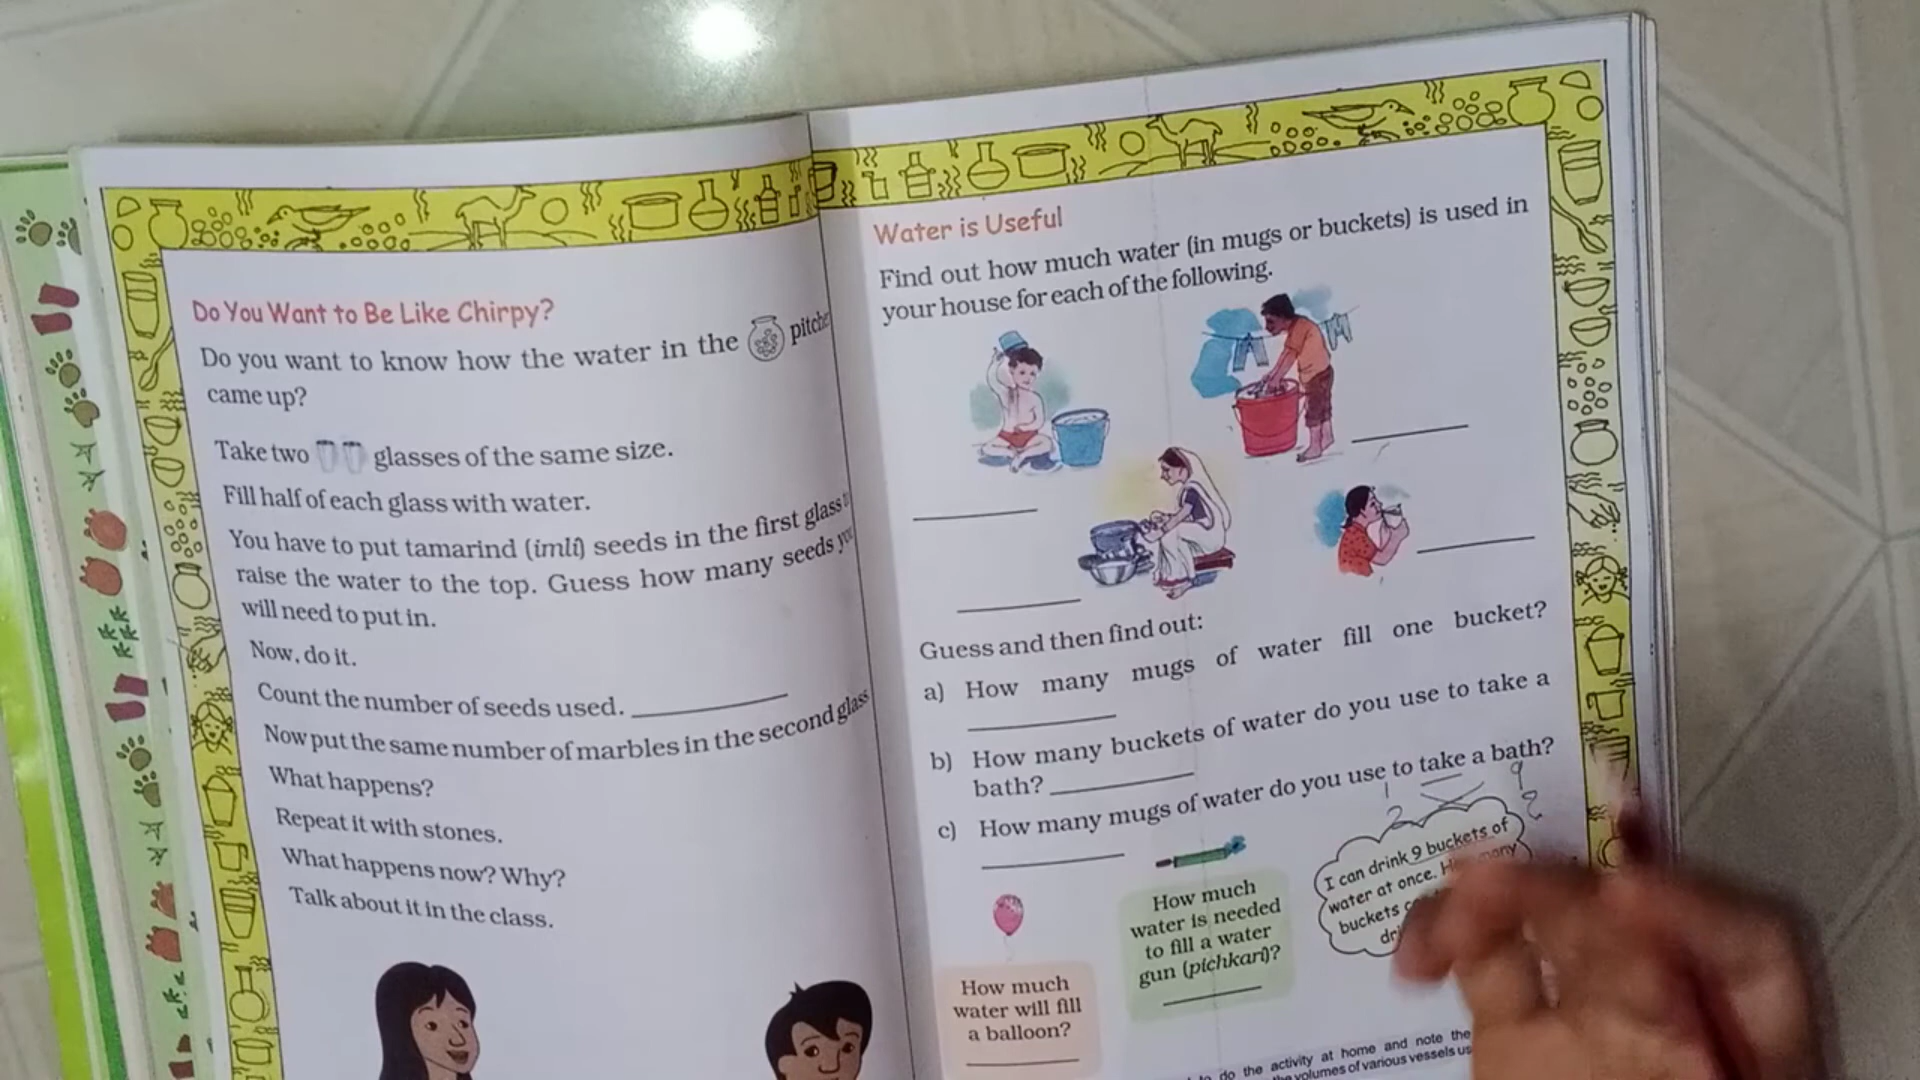 Do You Want to Be Like Chirpy?
Do you want to know how the water in the
came up?
Take two glasses of the same size.
Fill half of each glass with water.
You have to put tamarind (imli) seeds in the first glass
raise the water to the top. Guess how many seeds
will need to put in.
Now, do it.
Count the number of seeds used.
Now put the same number of marbles in the second glass
What happens?
Repeat it with stones.
What happens now? Why?
Talk about it in the class.
Water is Useful
Find out how much water (in mugs or buckets) is used in
your house for each of the following.
Guess and then find out:
a) How many mugs of water fill one bucket?
b) How many buckets of water do you use to take a
bath?
c) How many mugs of water do you use to take a bath?
1 9
2 2
I can drink 9 buckets of
water at once.
buckets
How much
water is needed
to fill a water
gun (pichkari)?
How much
water will fill
a balloon?
do the activity at home and note the
volumes of various vessels